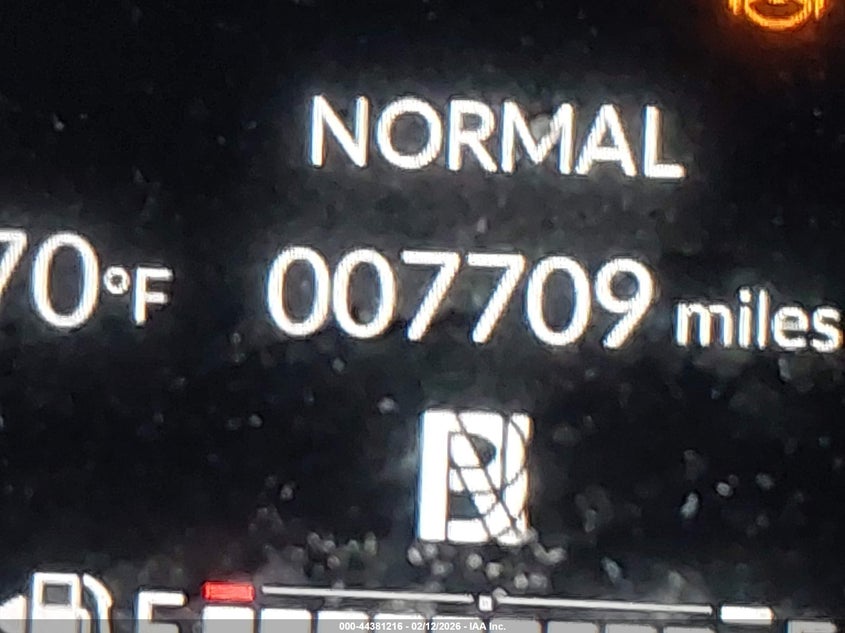 NORMAL
70°F
007709 miles
E
000-44381216 - 02/12/2026 - IAA Inc.